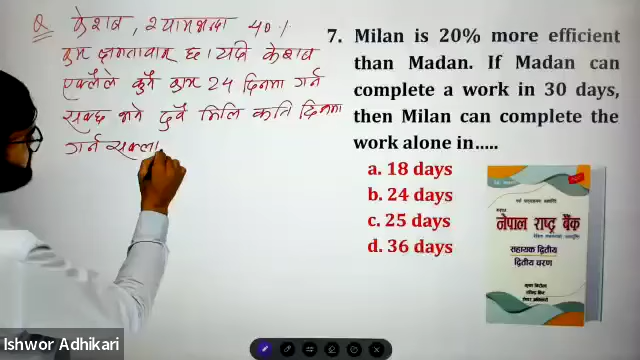 Q केशव, श्यामभन्दा 40%
कम क्षमतावान् छ। यदि केशव
एक्लैले कुनै काम 24 दिनमा गर्न
सक्छ भने दुवै मिलि कति दिनमा
गर्न सक्ला
7. Milan is 20% more efficient
than Madan. If Madan can
complete a work in 30 days,
then Milan can complete the
work alone in.....
a. 18 days
b. 24 days
c. 25 days
d. 36 days
नेपाल राष्ट्र बैंक
सहायक द्वितीय
द्वितीय चरण
Ishwor Adhikari